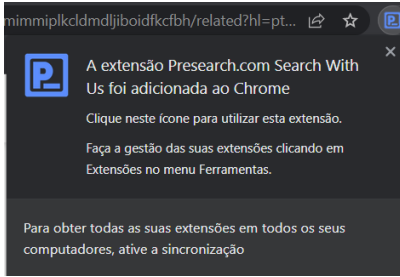 mimmiplkcldmdljiboidfkcfbh/related?hl=pt...
A extensão Presearch.com Search With
Us foi adicionada ao Chrome
Clique neste ícone para utilizar esta extensão.
Faça a gestão das suas extensões clicando em
Extensões no menu Ferramentas.
Para obter todas as suas extensões em todos os seus
computadores, ative a sincronização